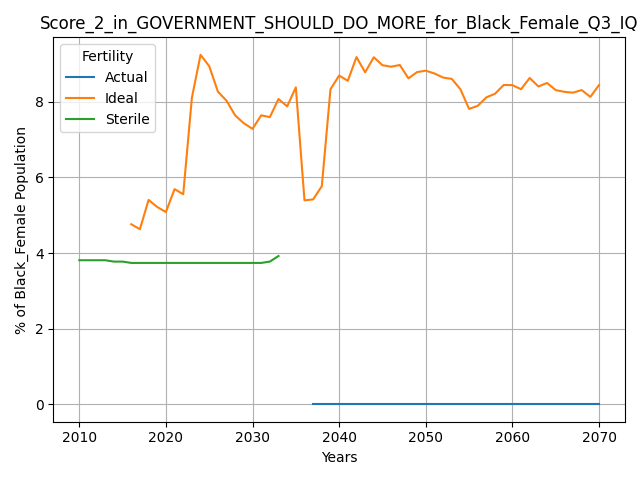 Score_2_in_GOVERNMENT_SHOULD_DO_MORE_for_Black_Female_Q3_IQ
Fertility
Actual
Ideal
Sterile
% of Black_Female Population
8
6
4
2
0
2010 2020 2030 2040 2050 2060 2070
Years